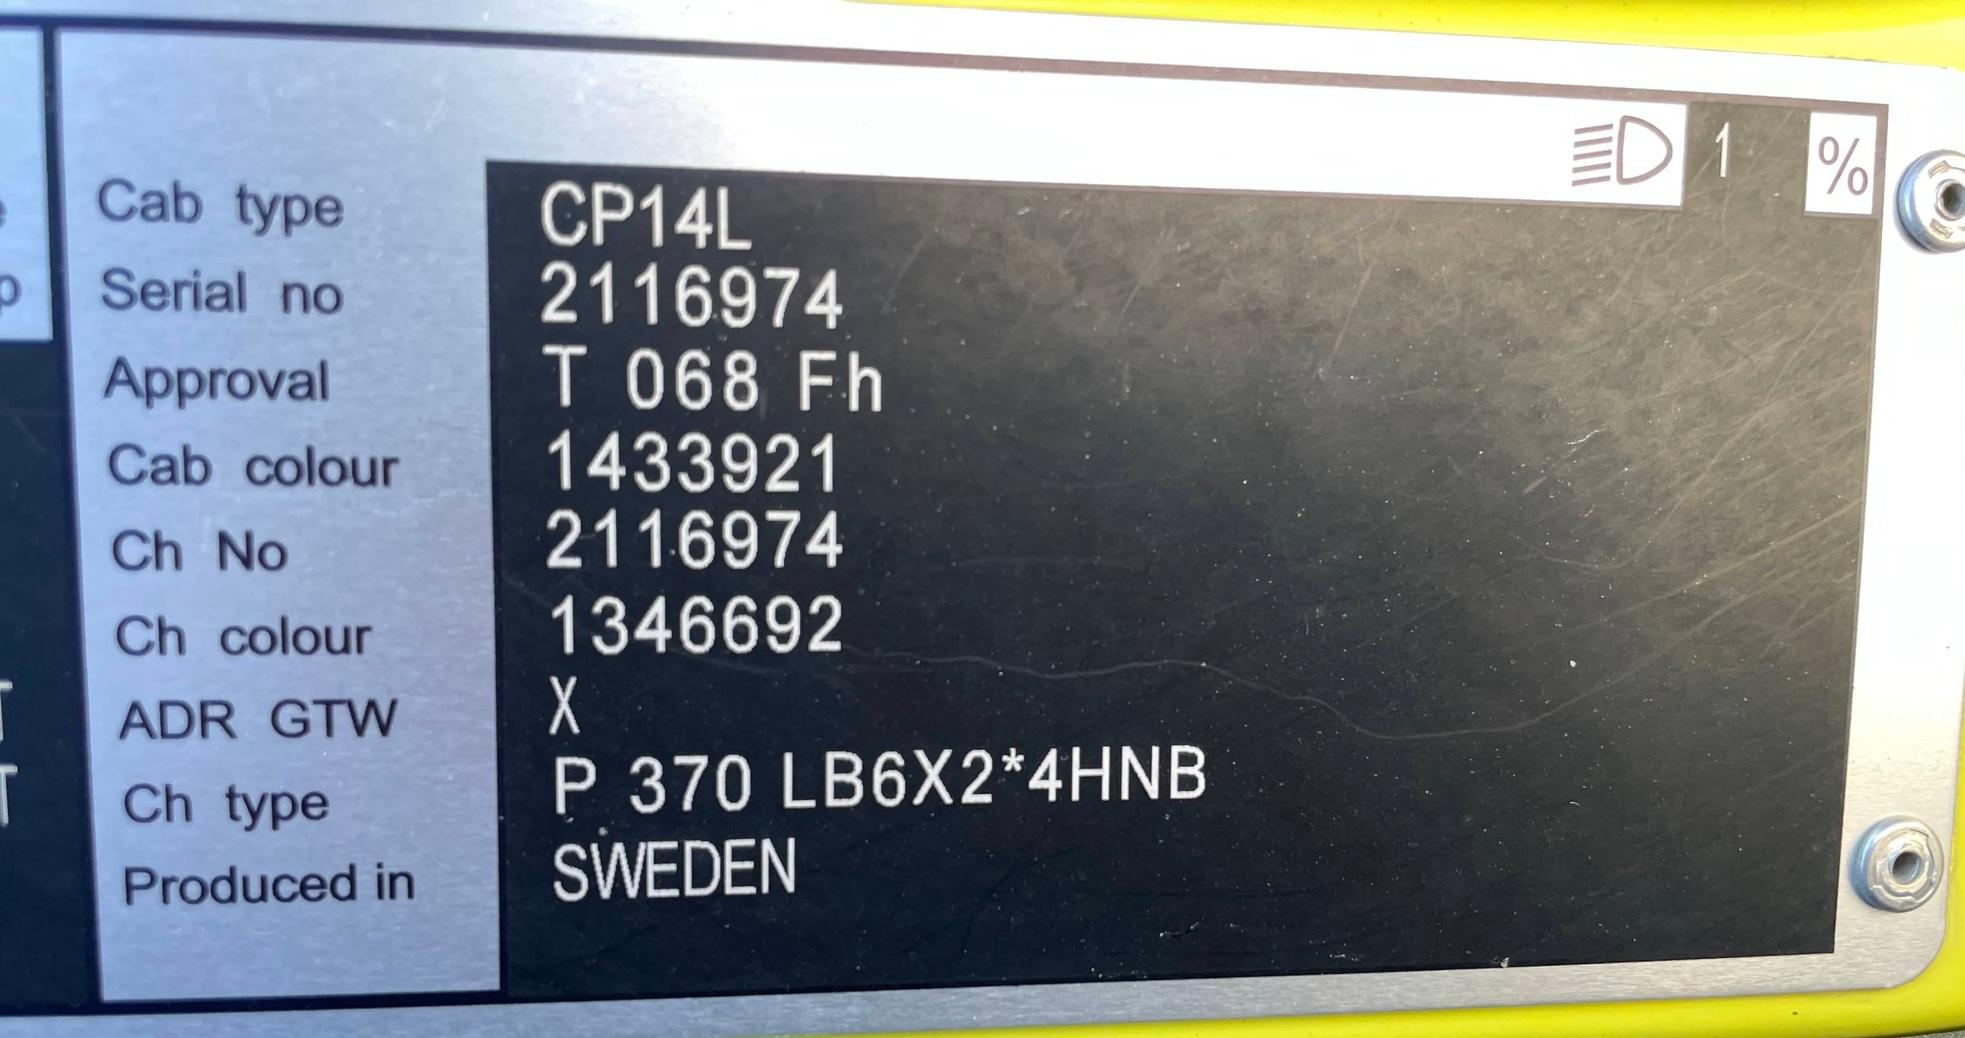 1 %
Cab type CP14L
Serial no 2116974
Approval T 068 Fh
Cab colour 1433921
Ch No 2116974
Ch colour 1346692
ADR GTW X
Ch type P 370 LB6X2*4HNB
Produced in SWEDEN